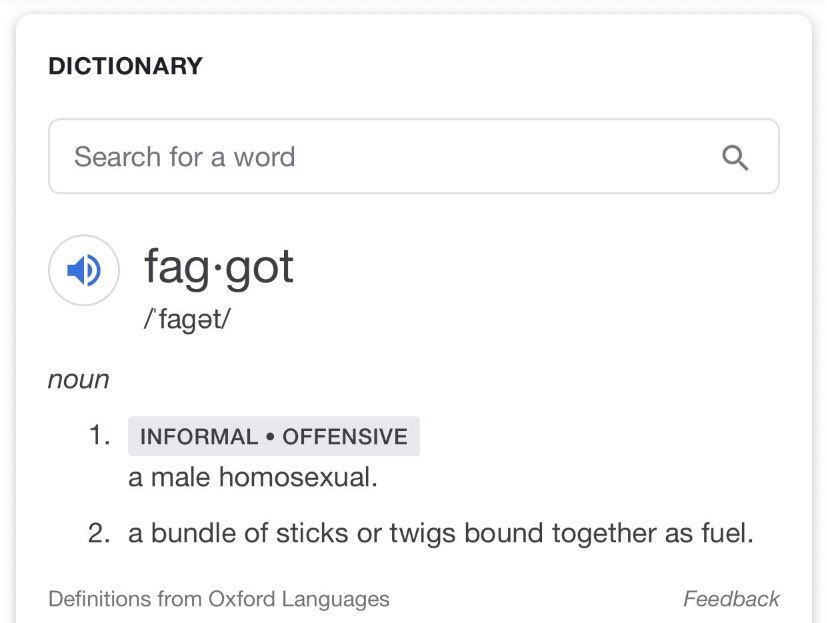 DICTIONARY
Search for a word
fag·got
/ˈfaɡət/
noun
1. INFORMAL • OFFENSIVE
a male homosexual.
2. a bundle of sticks or twigs bound together as fuel.
Definitions from Oxford Languages Feedback